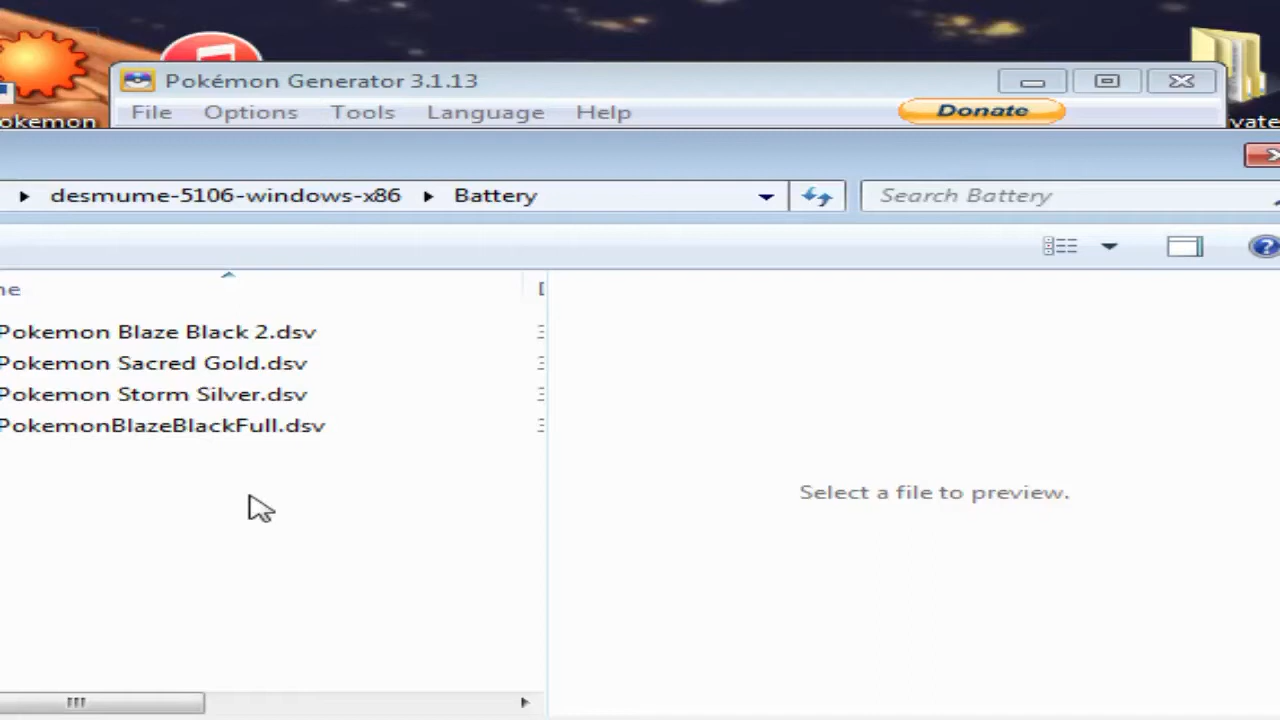 okemon
vate
Pokémon Generator 3.1.13
File Options Tools Language Help
Donate
desmume-5106-windows-x86 Battery
Search Battery
ne
Pokemon Blaze Black 2.dsv
Pokemon Sacred Gold.dsv
Pokemon Storm Silver.dsv
PokemonBlazeBlackFull.dsv
Select a file to preview.